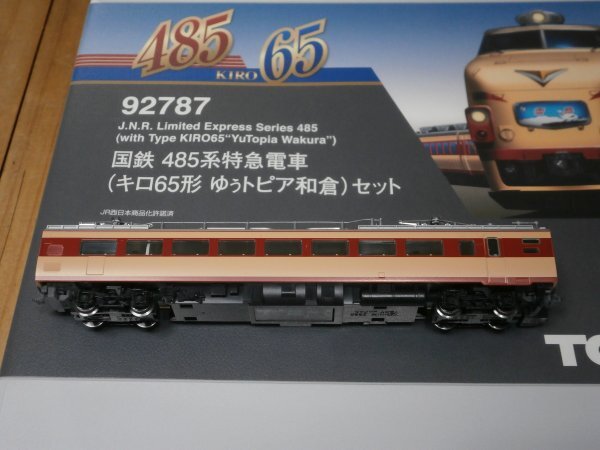 485
KIRO 65
92787
J.N.R. Limited Express Series 485
(with Type KIRO65“YuTopia Wakura”)
国鉄 485系特急電車
(キロ65形 ゆぅトピア和倉)セット
JR西日本商品化許諾済